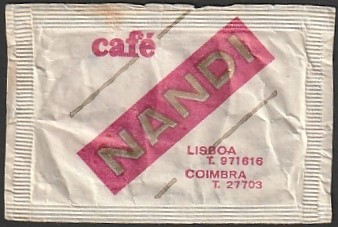 café
NANDI
LISBOA
T. 971616
COIMBRA
T. 27703